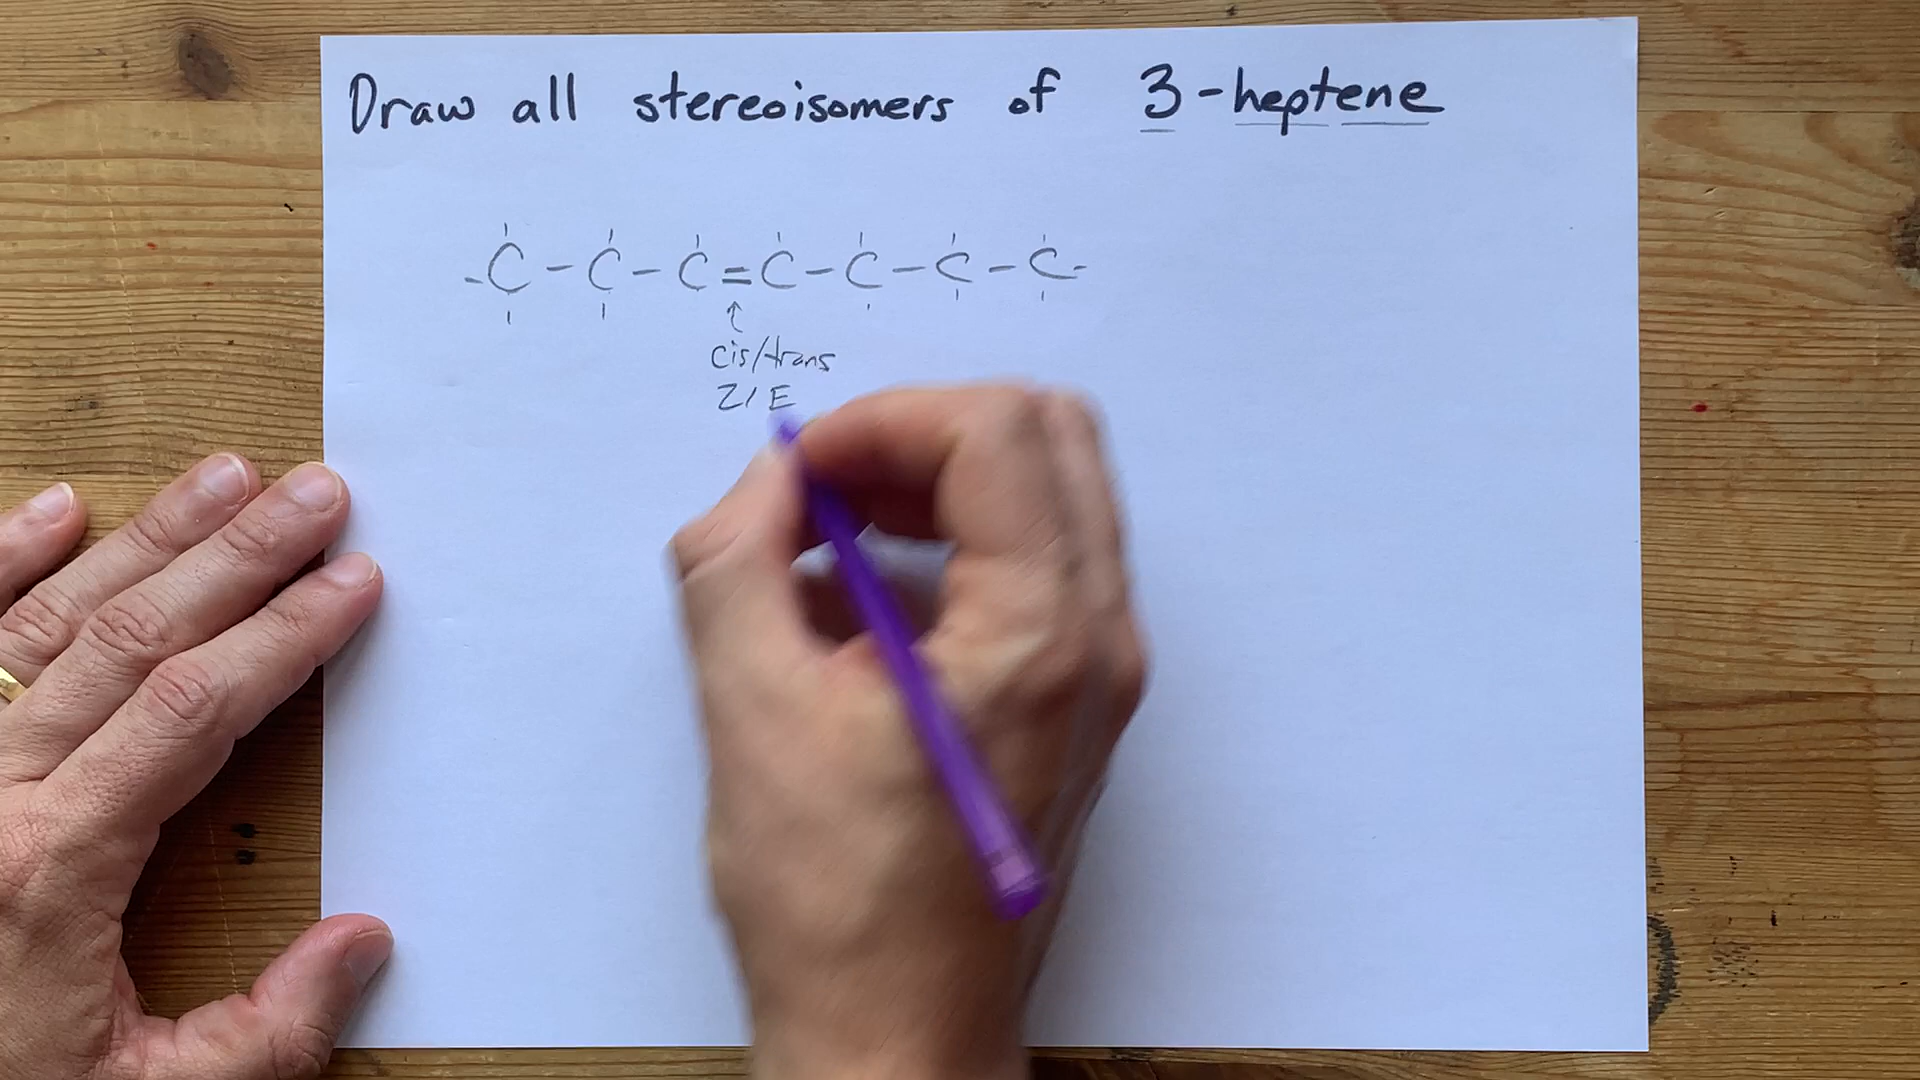 Draw all stereoisomers of 3-heptene
-C-C-C=C-C-C-C-
cis/trans
Z/E